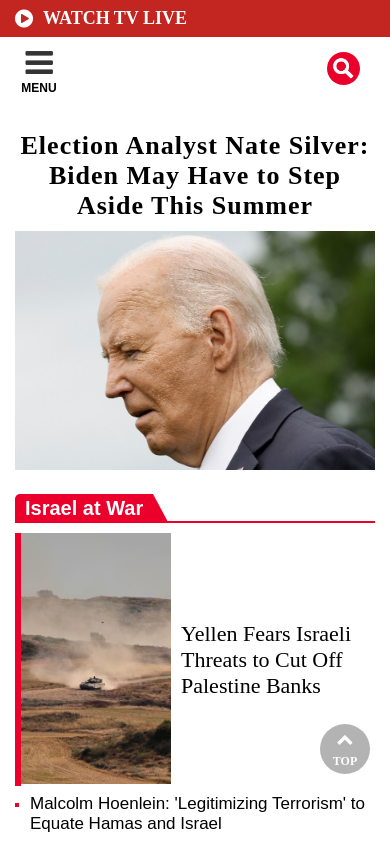 WATCH TV LIVE
MENU
Election Analyst Nate Silver:
Biden May Have to Step
Aside This Summer
Israel at War
Yellen Fears Israeli
Threats to Cut Off
Palestine Banks
TOP
Malcolm Hoenlein: 'Legitimizing Terrorism' to
Equate Hamas and Israel